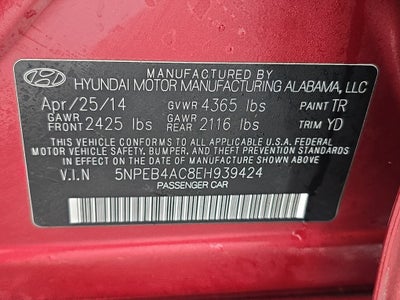 MFD. BY
HYUNDAI MOTOR MANUFACTURING ALABAMA, LLC
Apr/25/14 GVWR 4365 lbs PAINT TR
GAWR FRONT 2425 lbs GAWR REAR 2116 lbs TRIM YD
THIS VEHICLE CONFORMS TO ALL APPLICABLE U.S.A. FEDERAL
MOTOR VEHICLE SAFETY, BUMPER, AND THEFT PREVENTION STANDARDS
IN EFFECT ON THE DATE OF MANUFACTURE SHOWN ABOVE.
V.I.N 5NPEB4AC8EH939424
PASSENGER CAR